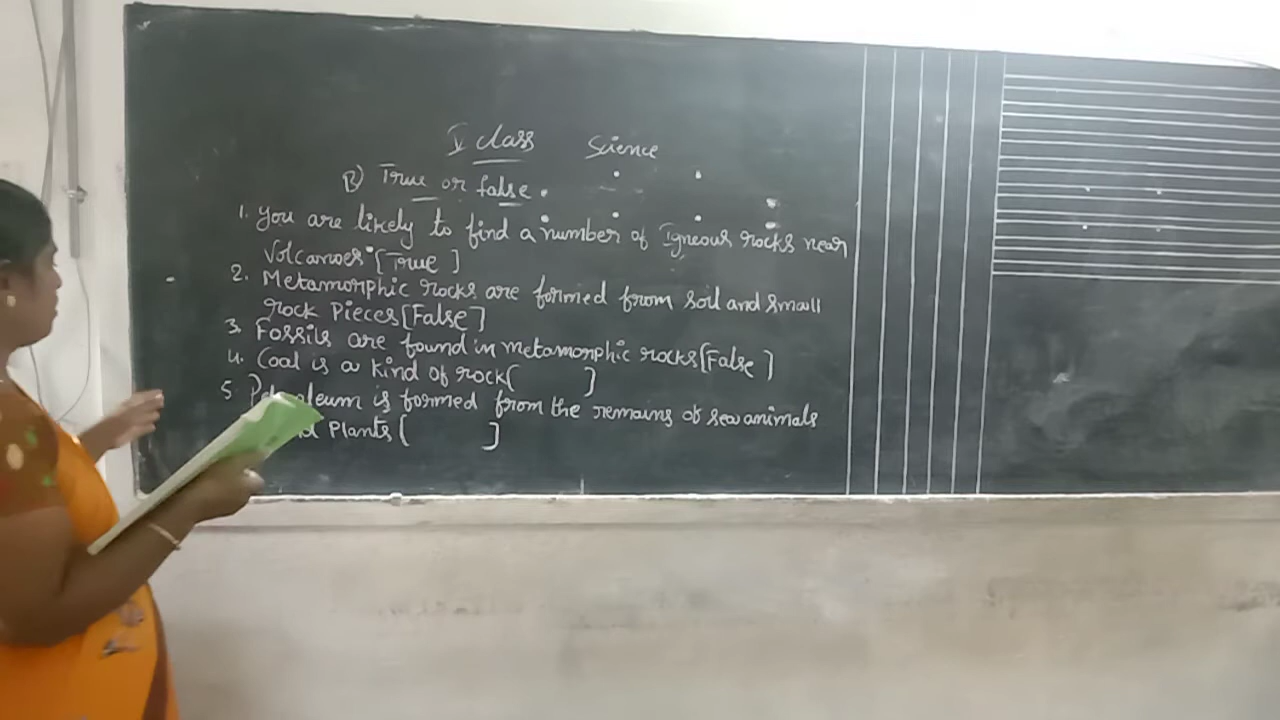 V class Science
B) True or false.
1. You are likely to find a number of Igneous rocks near
Volcanoes [True ]
2. Metamorphic rocks are formed from soil and small
rock Pieces [False ]
3. Fossils are found in metamorphic rocks [False ]
4. Coal is a kind of rock ( ]
5 is formed from the remains of sea animals
Plants ( ]